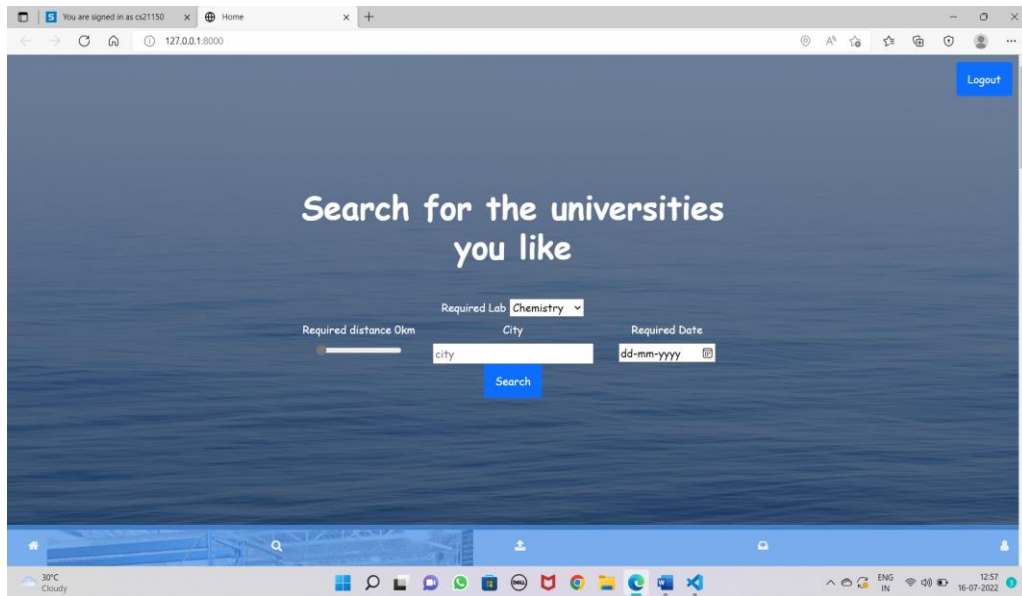 You are signed in as cs21150
Home
127.0.0.1:8000
Logout
Search for the universities
you like
Required Lab Chemistry
Required distance 0km City Required Date
city dd-mm-yyyy
Search
30°C
Cloudy
DELL
ENG
IN
12:57
16-07-2022